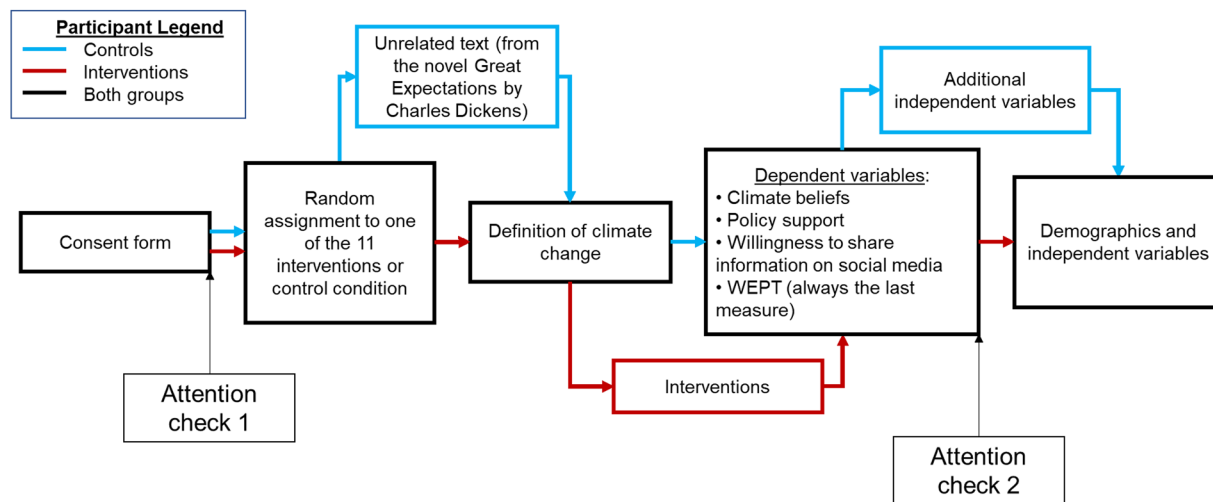 Participant Legend
Controls
Interventions
Both groups
Unrelated text (from
the novel Great
Expectations by
Charles Dickens)
Additional
independent variables
Consent form
Random
assignment to one
of the 11
interventions or
control condition
Definition of climate
change
Dependent variables:
• Climate beliefs
• Policy support
• Willingness to share
information on social media
• WEPT (always the last
measure)
Demographics and
independent variables
Interventions
Attention
check 1
Attention
check 2